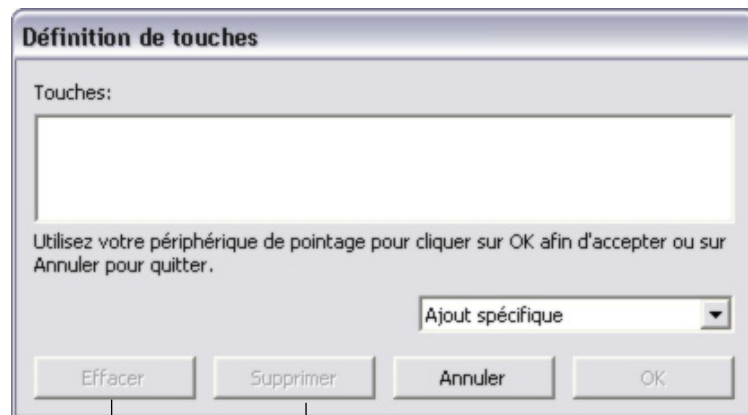 Définition de touches
Touches:
Utilisez votre périphérique de pointage pour cliquer sur OK afin d'accepter ou sur
Annuler pour quitter.
Ajout spécifique
Effacer Supprimer Annuler OK